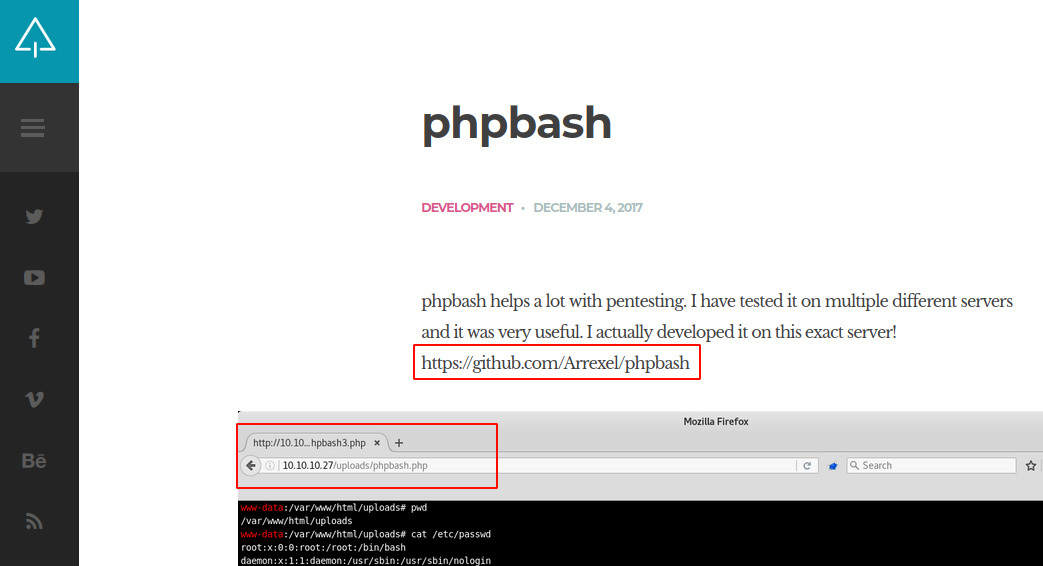 phpbash
DEVELOPMENT • DECEMBER 4, 2017
phpbash helps a lot with pentesting. I have tested it on multiple different servers
and it was very useful. I actually developed it on this exact server!
https://github.com/Arrexel/phpbash
Mozilla Firefox
http://10.10...hpbash3.php × +
10.10.10.27/uploads/phpbash.php Search
www-data:/var/www/html/uploads# pwd
/var/www/html/uploads
www-data:/var/www/html/uploads# cat /etc/passwd
root:x:0:0:root:/root:/bin/bash
daemon:x:1:1:daemon:/usr/sbin:/usr/sbin/nologin
Bē